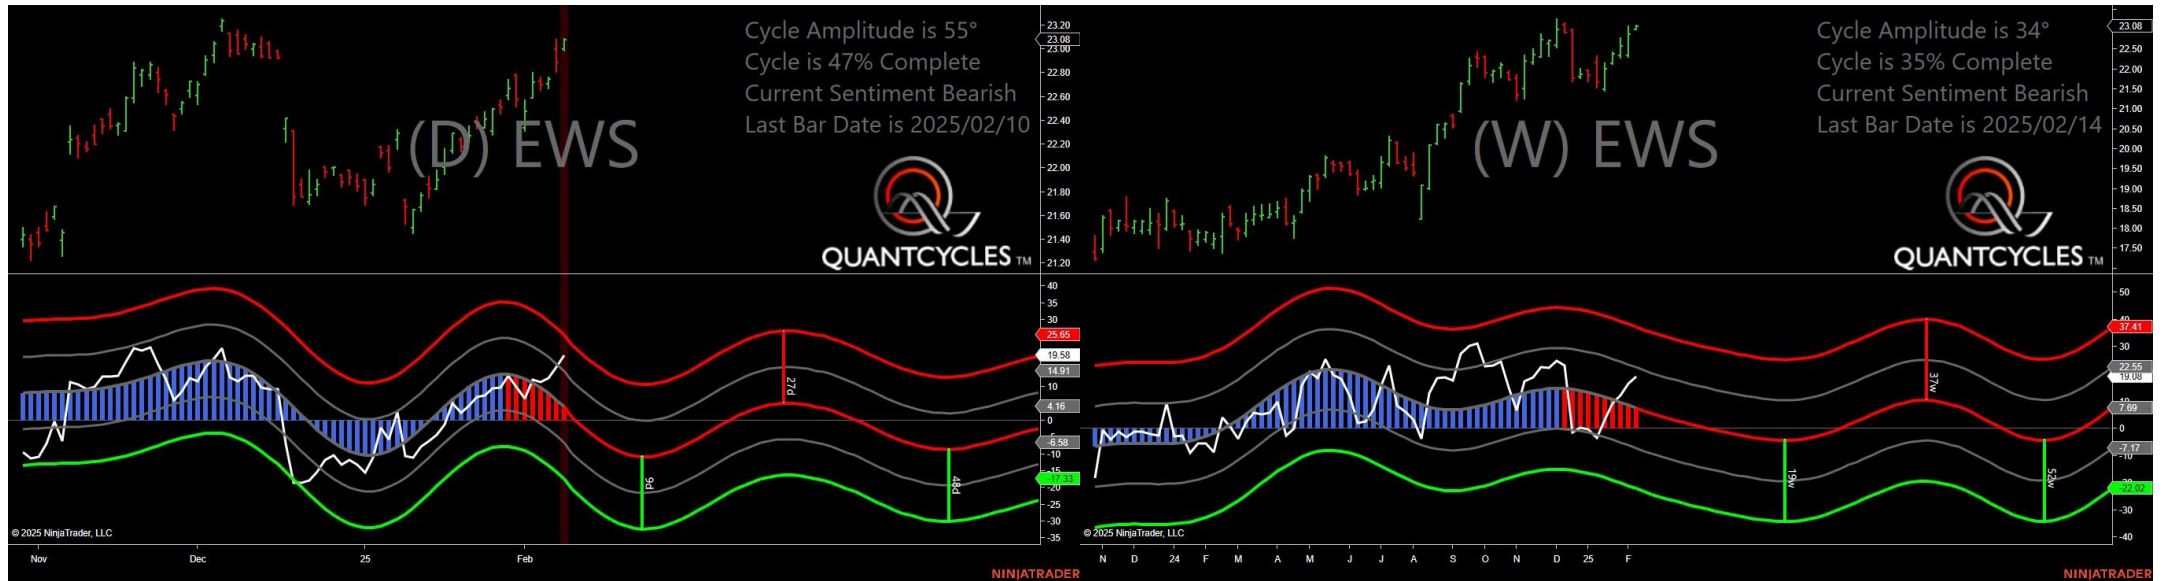 Cycle Amplitude is 55°
Cycle is 47% Complete
Current Sentiment Bearish
Last Bar Date is 2025/02/10
(D) EWS
QUANTCYCLES TM
23.20
23.08
23.00
22.80
22.60
22.40
22.20
22.00
21.80
21.60
21.40
21.20
40
35
30
25.65
19.58
14.91
10
4.16
0
-6.58
-10
-15
-17.33
-20
-25
-30
-35
9d
27d
48d
© 2025 NinjaTrader, LLC
Nov Dec 25 Feb
NINJATRADER
Cycle Amplitude is 34°
Cycle is 35% Complete
Current Sentiment Bearish
Last Bar Date is 2025/02/14
(W) EWS
QUANTCYCLES TM
23.08
22.50
22.00
21.50
21.00
20.50
20.00
19.50
19.00
18.50
18.00
17.50
50
37.41
30
22.55
19.08
7.69
0
-7.17
-22.02
-30
-40
19w
37w
52w
© 2025 NinjaTrader, LLC
N D 24 F M A M J J A S O N D 25 F
NINJATRADER